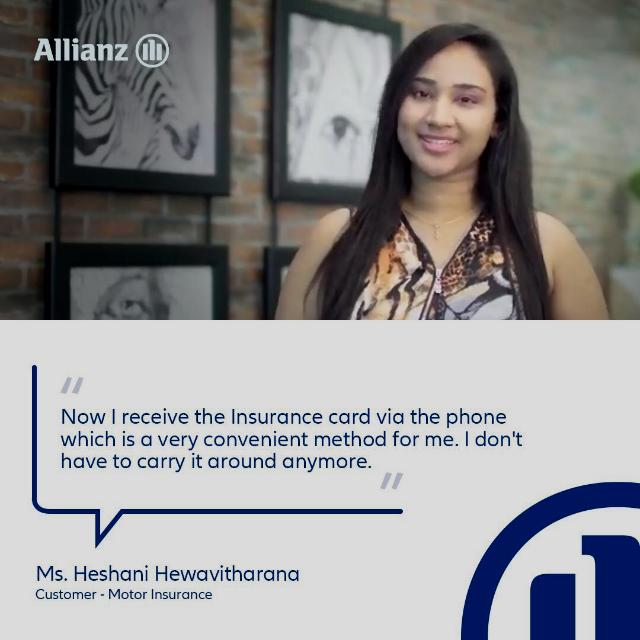 Allianz
"
Now I receive the Insurance card via the phone
which is a very convenient method for me. I don't
have to carry it around anymore.
"
Ms. Heshani Hewavitharana
Customer - Motor Insurance